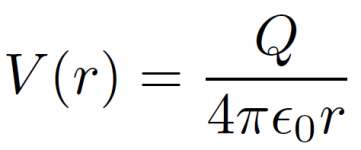 V(r) = Q / 4πϵ₀r